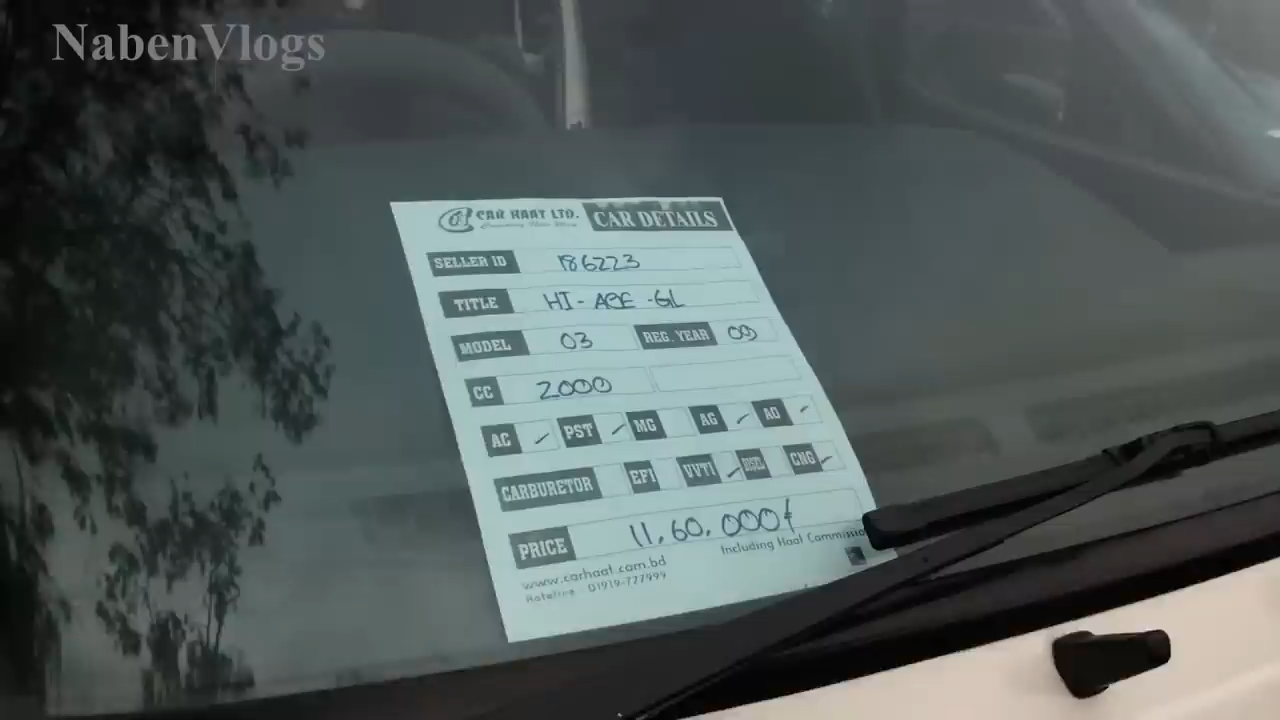 NabenVlogs
CAR HAAT LTD. CAR DETAILS
SELLER ID 186223
TITLE HI-ACE-GL
MODEL 03 REG. YEAR 09
CC 2000
AC ✓ PST ✓ MG AG ✓ AO ✓
CARBURETOR EFI VVTI ✓ DISEL CNG ✓
PRICE 11,60,000/
www.carhaat.com.bd Including Haat Commission
Hotline : 01919-777999